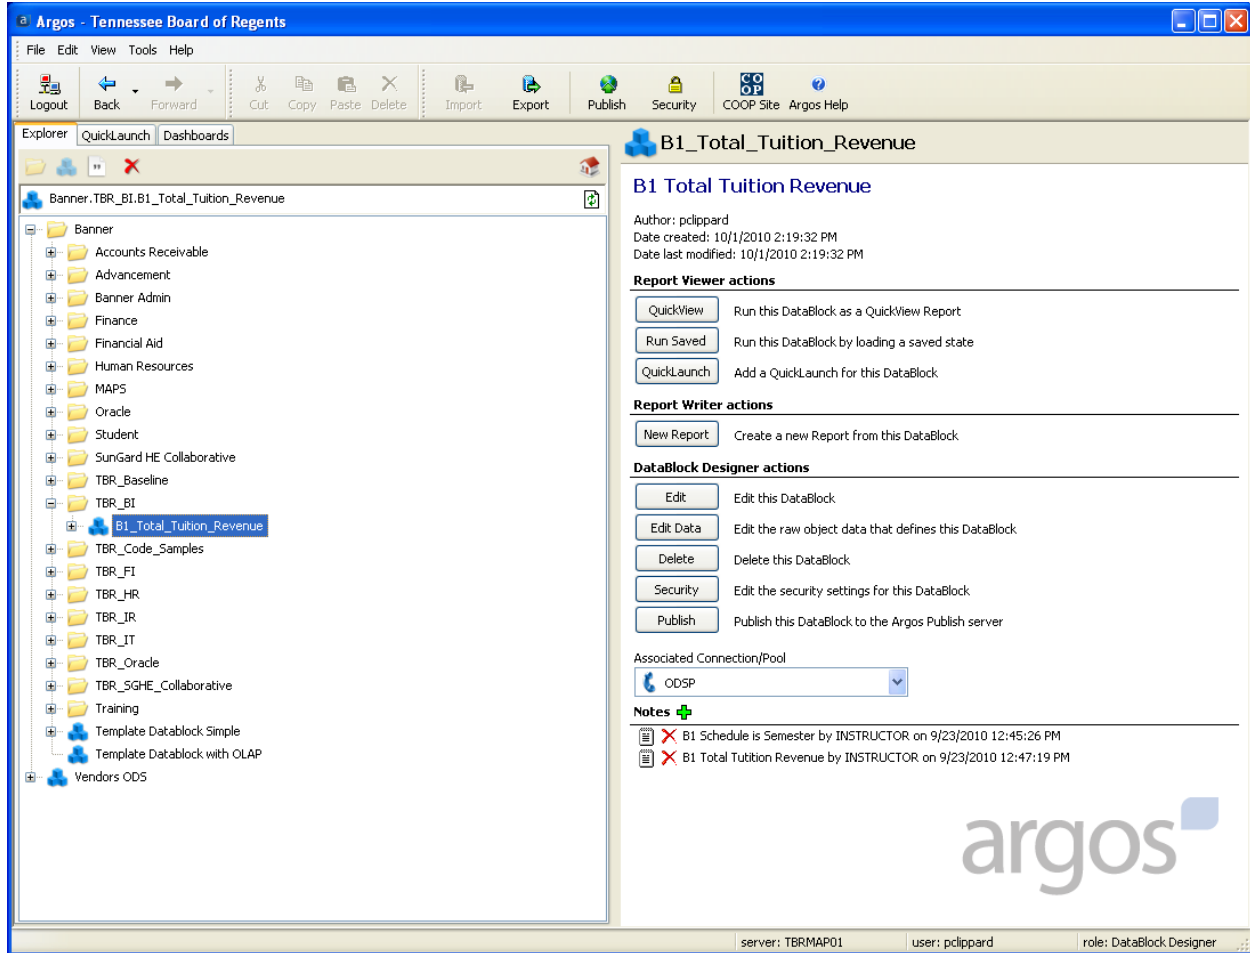 a Argos - Tennessee Board of Regents
File Edit View Tools Help
Logout Back Forward Cut Copy Paste Delete Import Export Publish Security COOP Site Argos Help
CO
OP
Explorer QuickLaunch Dashboards
B1_Total_Tuition_Revenue
Banner.TBR_BI.B1_Total_Tuition_Revenue
Banner
Accounts Receivable
Advancement
Banner Admin
Finance
Financial Aid
Human Resources
MAPS
Oracle
Student
SunGard HE Collaborative
TBR_Baseline
TBR_BI
B1_Total_Tuition_Revenue
TBR_Code_Samples
TBR_FI
TBR_HR
TBR_IR
TBR_IT
TBR_Oracle
TBR_SGHE_Collaborative
Training
Template Datablock Simple
Template Datablock with OLAP
Vendors ODS
B1 Total Tuition Revenue
Author: pclippard
Date created: 10/1/2010 2:19:32 PM
Date last modified: 10/1/2010 2:19:32 PM
Report Viewer actions
QuickView Run this DataBlock as a QuickView Report
Run Saved Run this DataBlock by loading a saved state
QuickLaunch Add a QuickLaunch for this DataBlock
Report Writer actions
New Report Create a new Report from this DataBlock
DataBlock Designer actions
Edit Edit this DataBlock
Edit Data Edit the raw object data that defines this DataBlock
Delete Delete this DataBlock
Security Edit the security settings for this DataBlock
Publish Publish this DataBlock to the Argos Publish server
Associated Connection/Pool
ODSP
Notes
B1 Schedule is Semester by INSTRUCTOR on 9/23/2010 12:45:26 PM
B1 Total Tutition Revenue by INSTRUCTOR on 9/23/2010 12:47:19 PM
argos
server: TBRMAP01 user: pclippard role: DataBlock Designer